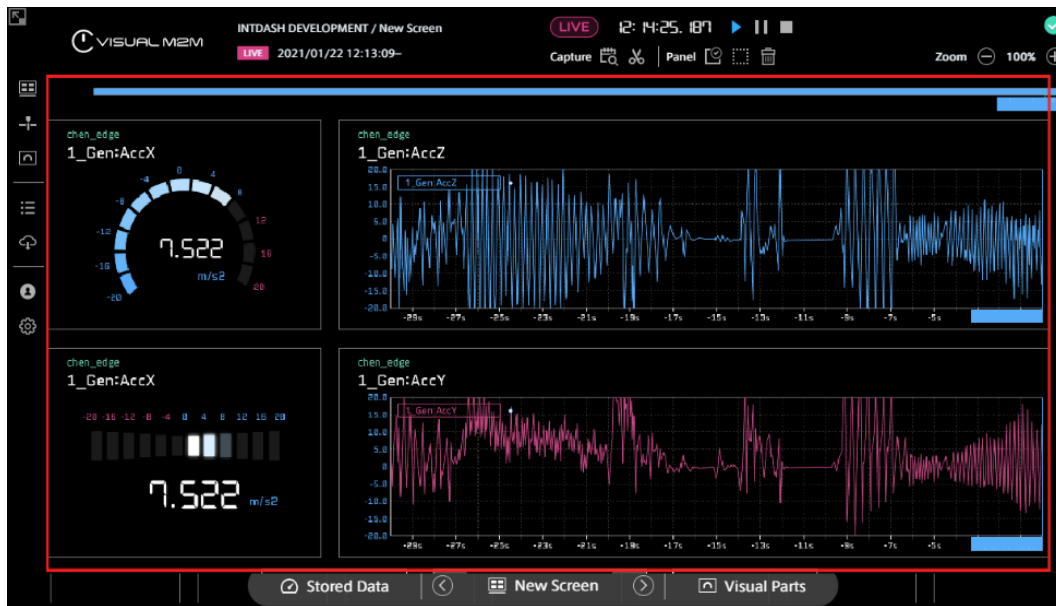 VISUAL M2M
INTDASH DEVELOPMENT / New Screen
LIVE 2021/01/22 12:13:09–
LIVE 12: 14:25. 187
Capture Panel
Zoom 100%
chen_edge
1_Gen:AccX
-20 -16 -12 -8 -4 0 4 8 12 16 20
7.522
m/s2
chen_edge
1_Gen:AccZ
1_Gen:AccZ
20.0
15.0
10.0
5.0
0
-5.0
-10.0
-15.0
-20.0
-29s -27s -25s -23s -21s -19s -17s -15s -13s -11s -9s -7s -5s
chen_edge
1_Gen:AccX
-20 -16 -12 -8 -4 0 4 8 12 16 20
7.522 m/s2
chen_edge
1_Gen:AccY
1_Gen:AccY
20.0
15.0
10.0
5.0
0
-5.0
-10.0
-15.0
-20.0
-29s -27s -25s -23s -21s -19s -17s -15s -13s -11s -9s -7s -5s
Stored Data New Screen Visual Parts